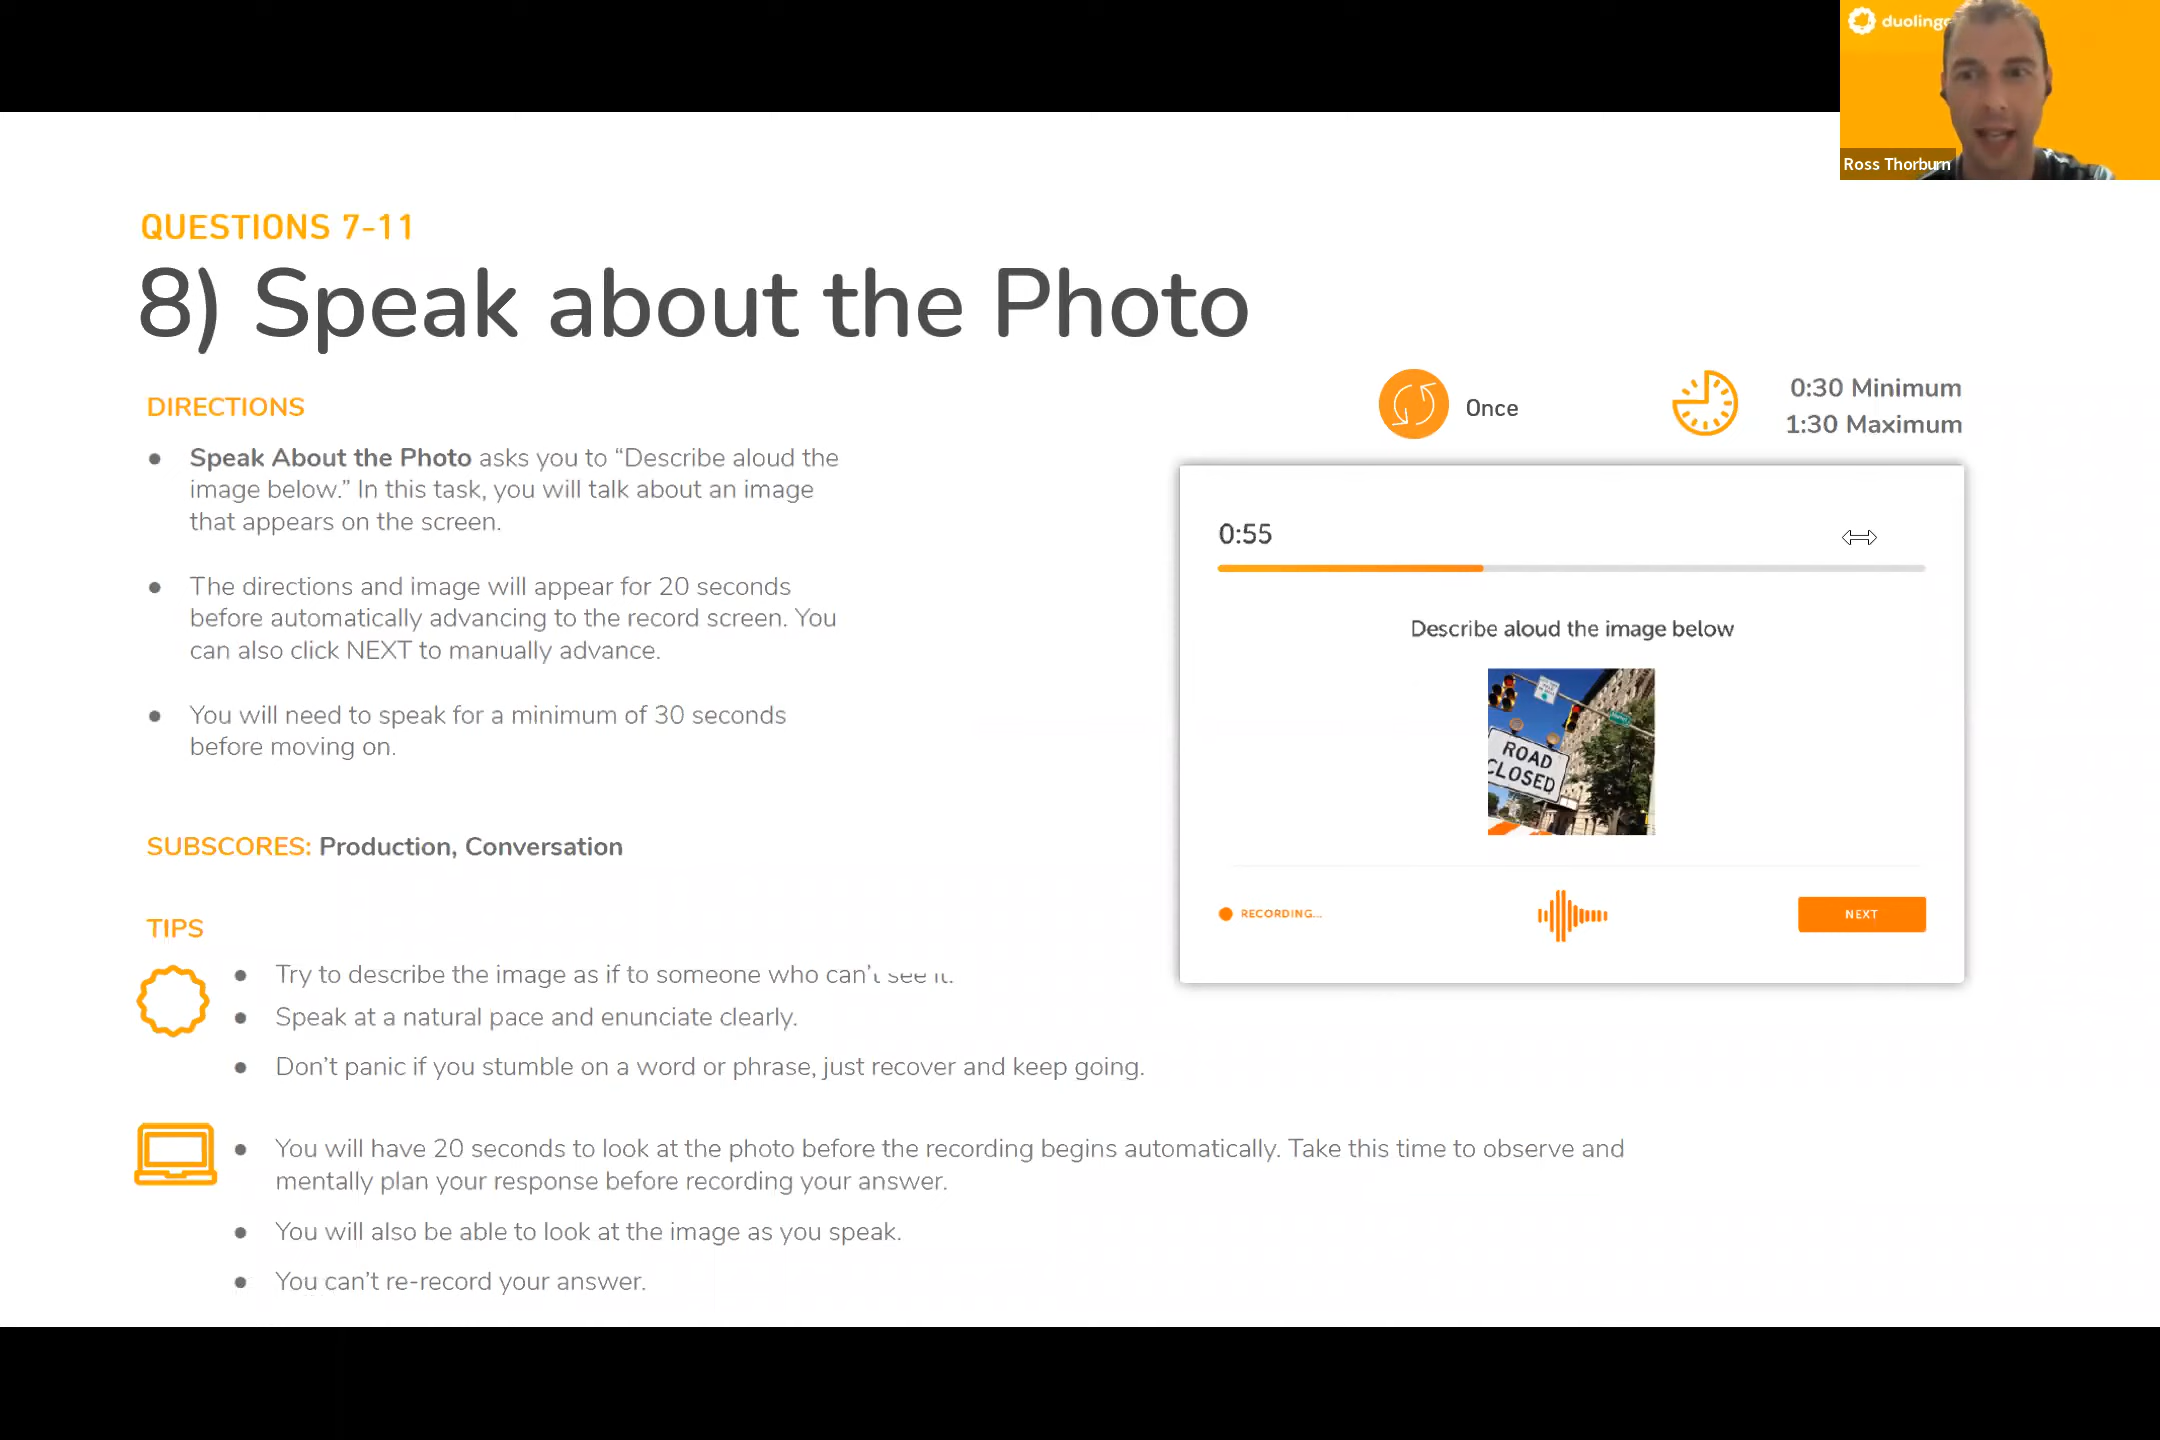 duolingo
Ross Thorburn
QUESTIONS 7-11
8) Speak about the Photo
DIRECTIONS
● Speak About the Photo asks you to “Describe aloud the
image below.” In this task, you will talk about an image
that appears on the screen.
● The directions and image will appear for 20 seconds
before automatically advancing to the record screen. You
can also click NEXT to manually advance.
● You will need to speak for a minimum of 30 seconds
before moving on.
SUBSCORES: Production, Conversation
TIPS
● Try to describe the image as if to someone who can’t see it.
● Speak at a natural pace and enunciate clearly.
● Don’t panic if you stumble on a word or phrase, just recover and keep going.
● You will have 20 seconds to look at the photo before the recording begins automatically. Take this time to observe and
mentally plan your response before recording your answer.
● You will also be able to look at the image as you speak.
● You can’t re-record your answer.
Once
0:30 Minimum
1:30 Maximum
0:55
Describe aloud the image below
ROAD
CLOSED
RECORDING...
NEXT